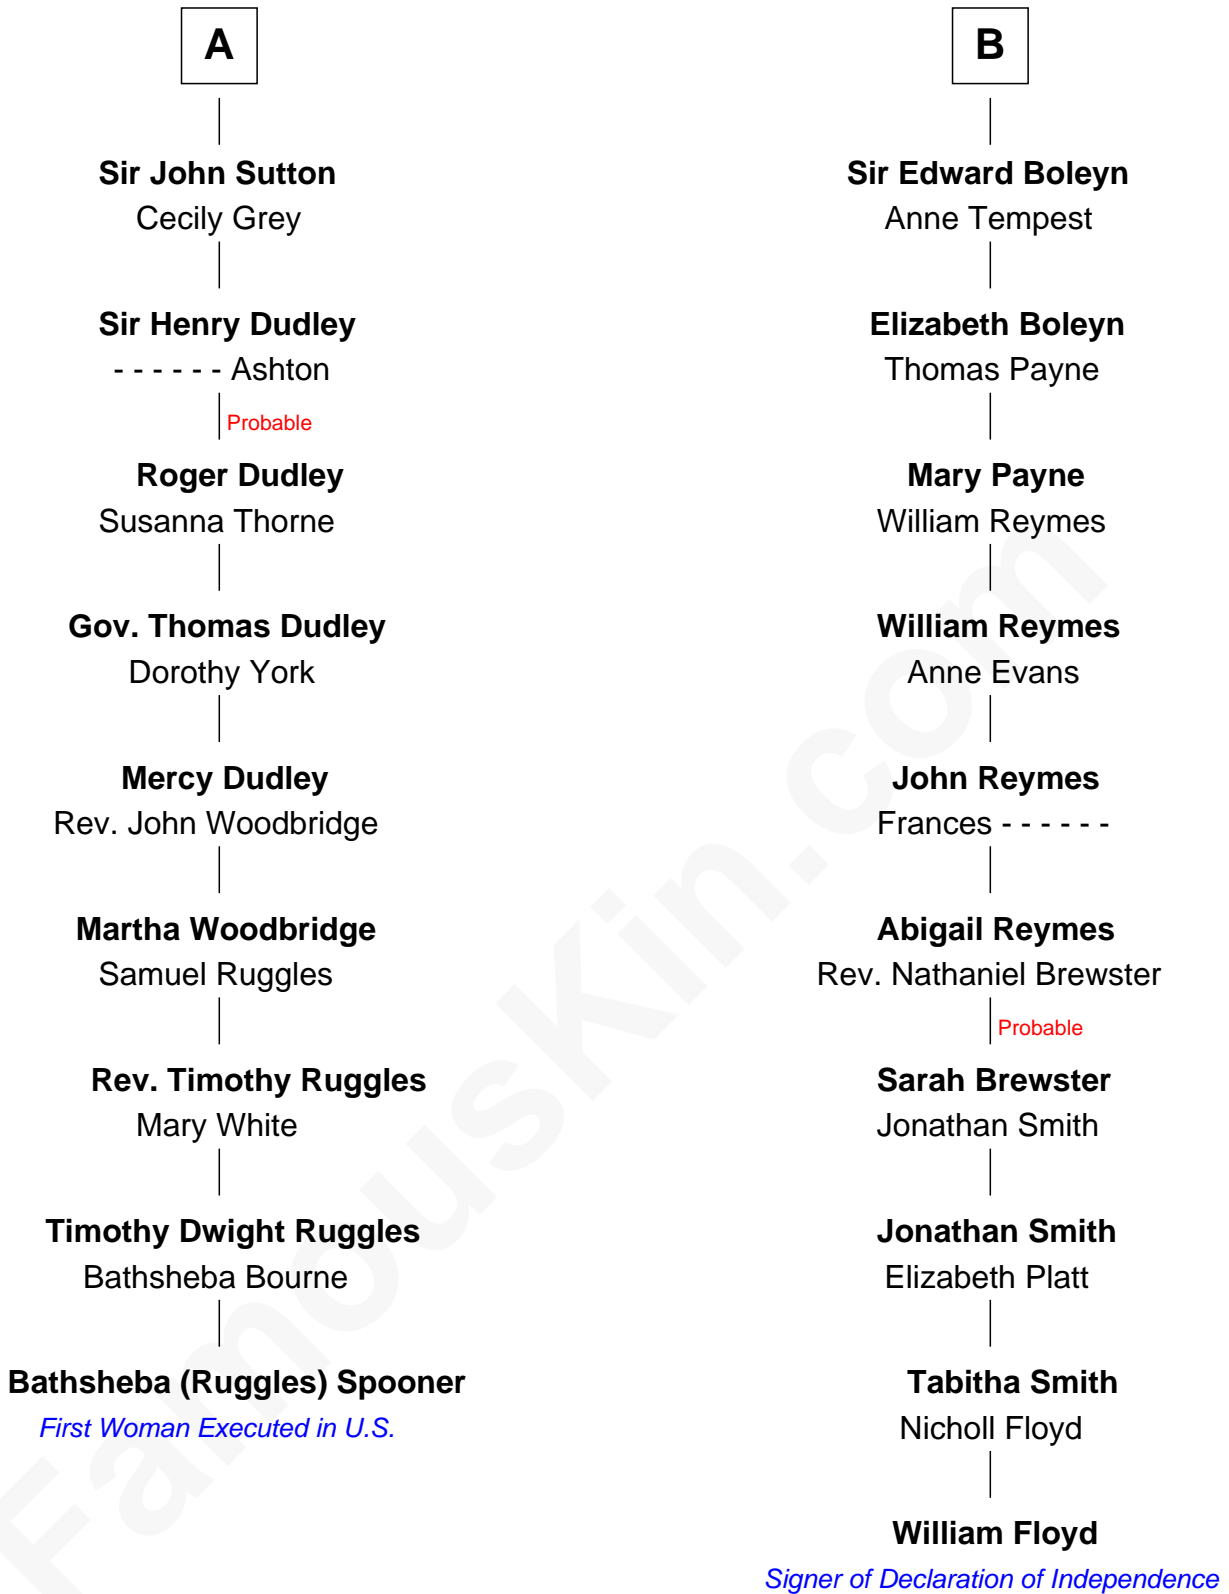 A
Sir John Sutton
Cecily Grey
Sir Henry Dudley
- - - - - - Ashton
Probable
Roger Dudley
Susanna Thorne
Gov. Thomas Dudley
Dorothy York
Mercy Dudley
Rev. John Woodbridge
Martha Woodbridge
Samuel Ruggles
Rev. Timothy Ruggles
Mary White
Timothy Dwight Ruggles
Bathsheba Bourne
Bathsheba (Ruggles) Spooner
First Woman Executed in U.S.
B
Sir Edward Boleyn
Anne Tempest
Elizabeth Boleyn
Thomas Payne
Mary Payne
William Reymes
William Reymes
Anne Evans
John Reymes
Frances - - - - - -
Abigail Reymes
Rev. Nathaniel Brewster
Probable
Sarah Brewster
Jonathan Smith
Jonathan Smith
Elizabeth Platt
Tabitha Smith
Nicholl Floyd
William Floyd
Signer of Declaration of Independence
FamousKin.com